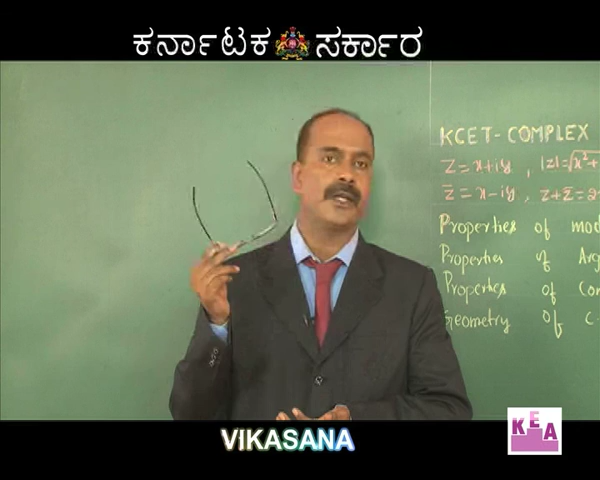 ಕರ್ನಾಟಕ ಸರ್ಕಾರ
KCET-COMPLEX
Z = x+iy , |z|=√x²+
z̄ = x-iy , z+z̄=2
Properties of mod
Properties of Arg
Properties of Con
Geometry of C.
VIKASANA
KEA